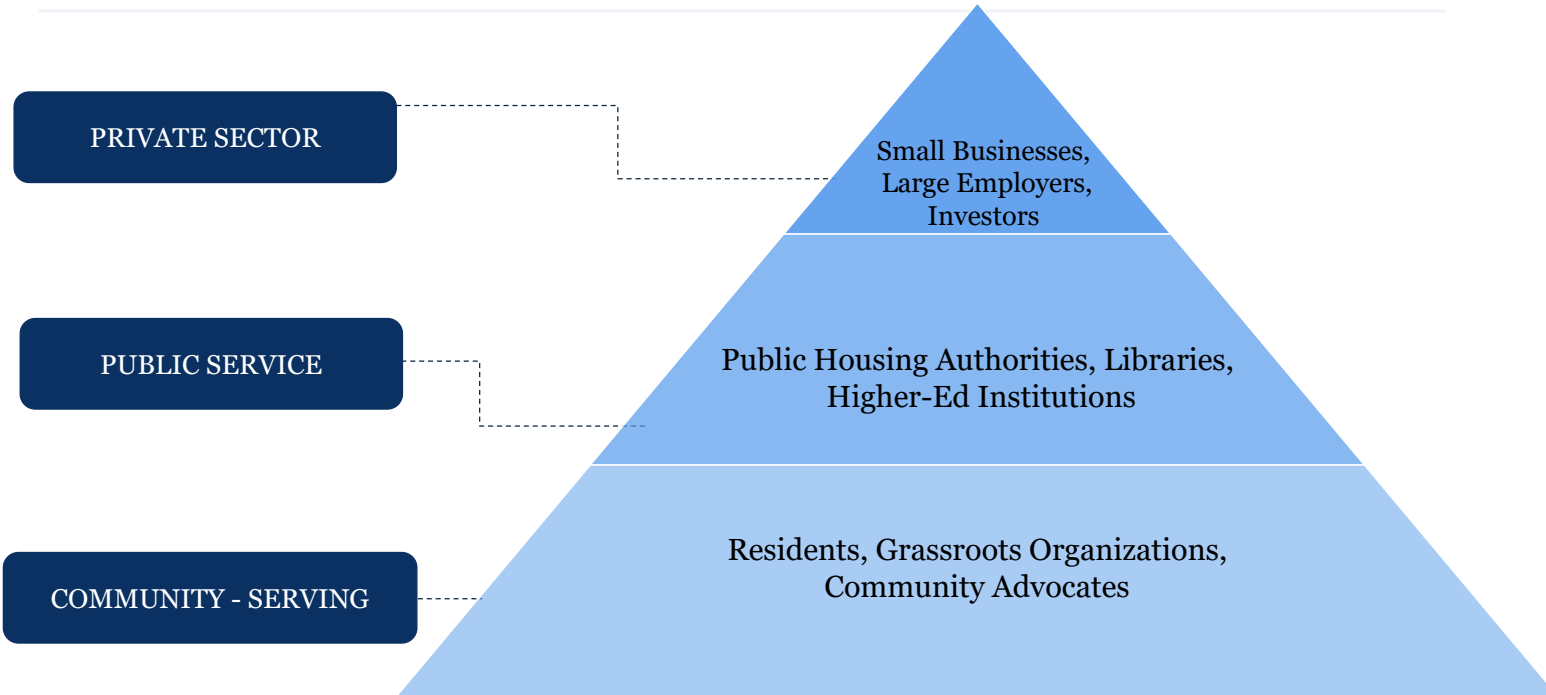 PRIVATE SECTOR
Small Businesses,
Large Employers,
Investors
PUBLIC SERVICE
Public Housing Authorities, Libraries,
Higher-Ed Institutions
COMMUNITY - SERVING
Residents, Grassroots Organizations,
Community Advocates